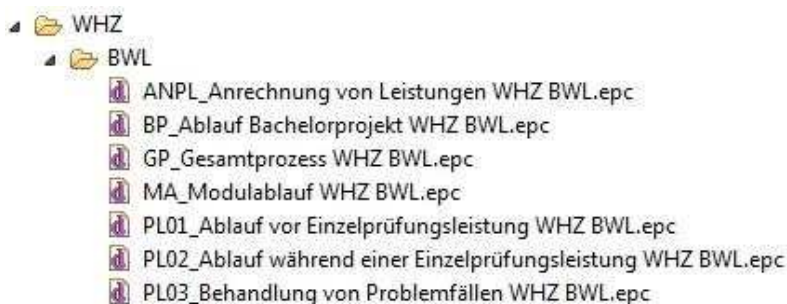 WHZ
BWL
ANPL_Anrechnung von Leistungen WHZ BWL.epc
BP_Ablauf Bachelorprojekt WHZ BWL.epc
GP_Gesamtprozess WHZ BWL.epc
MA_Modulablauf WHZ BWL.epc
PL01_Ablauf vor Einzelprüfungsleistung WHZ BWL.epc
PL02_Ablauf während einer Einzelprüfungsleistung WHZ BWL.epc
PL03_Behandlung von Problemfällen WHZ BWL.epc